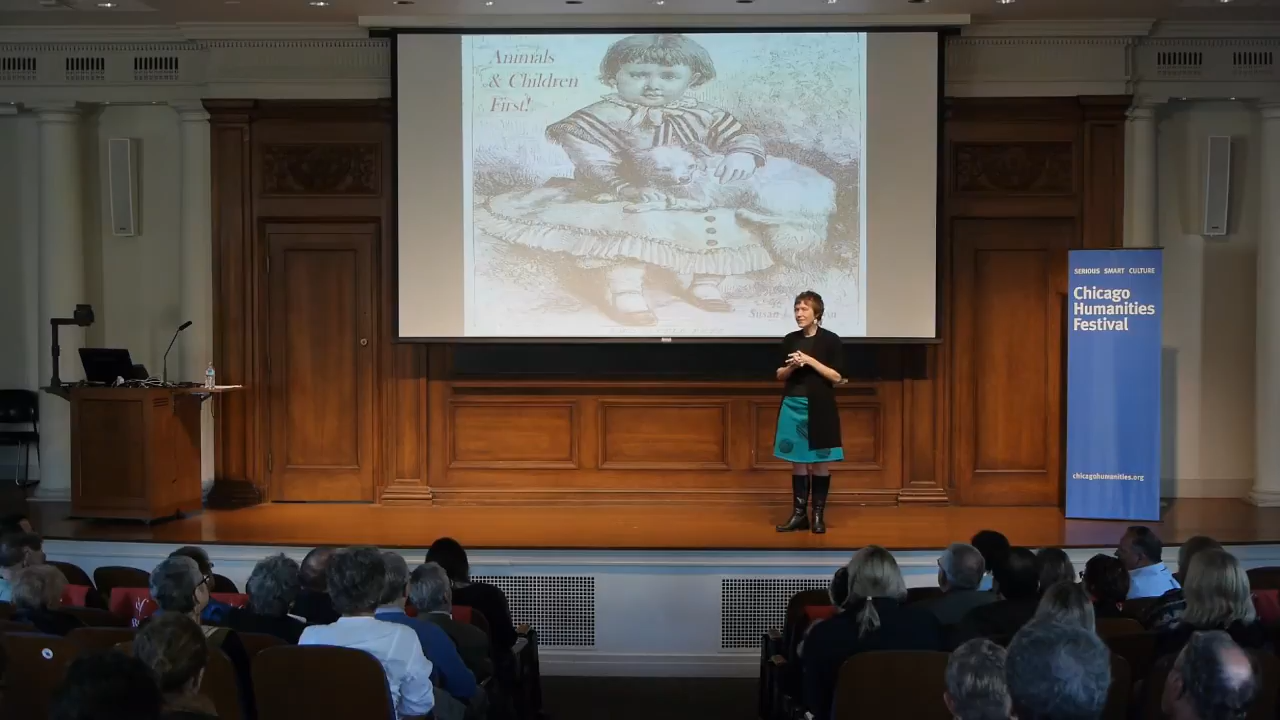 Animals
& Children
First!
Susan
SERIOUS SMART CULTURE
Chicago
Humanities
Festival
chicagohumanities.org